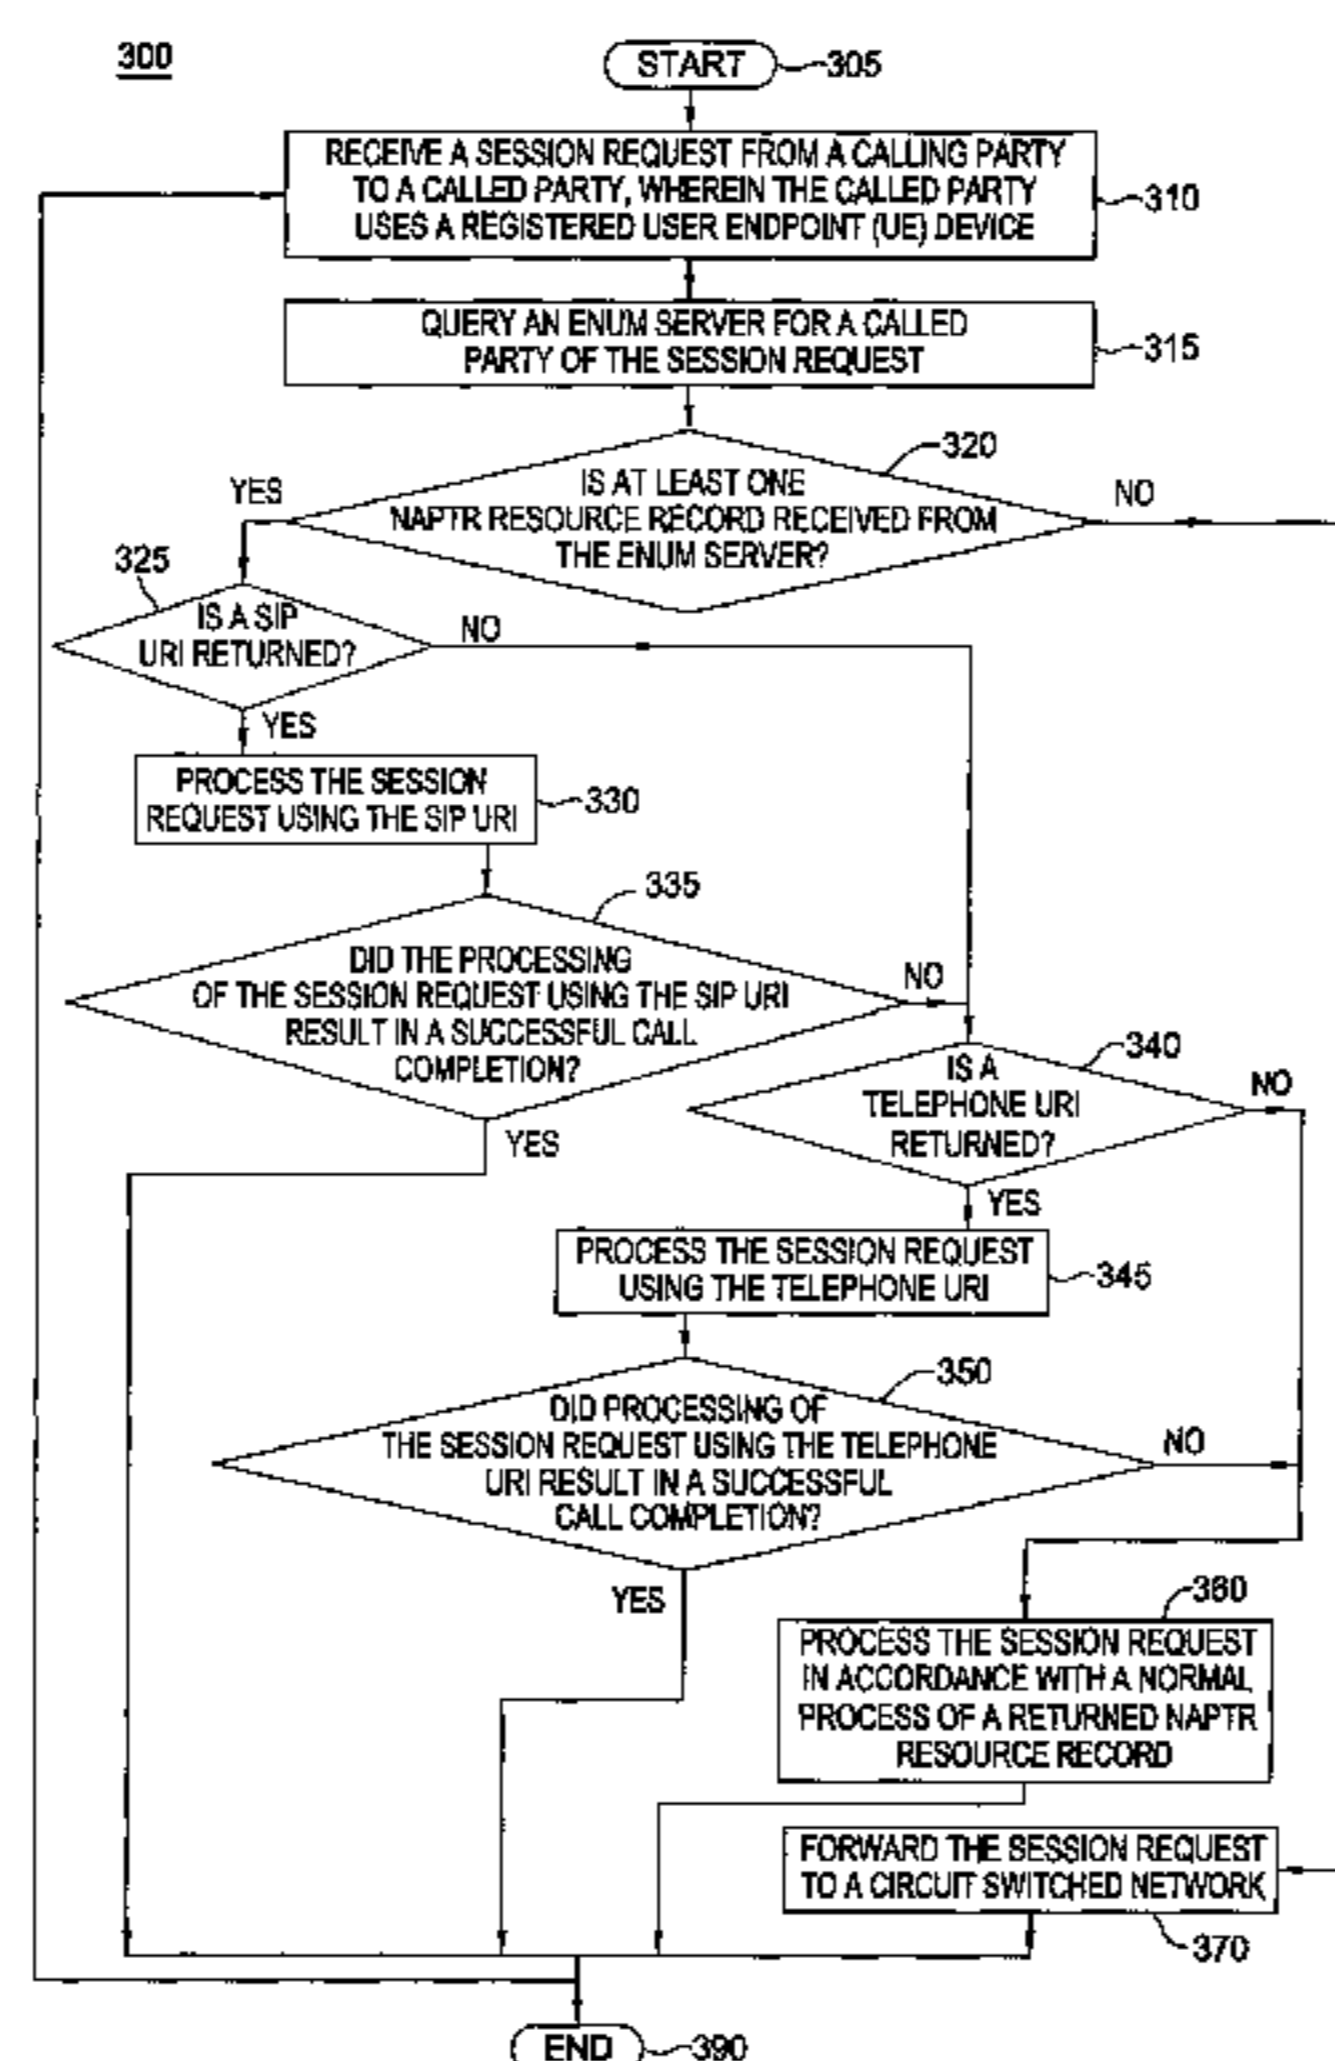 300
START
305
RECEIVE A SESSION REQUEST FROM A CALLING PARTY
TO A CALLED PARTY, WHEREIN THE CALLED PARTY
USES A REGISTERED USER ENDPOINT (UE) DEVICE
310
QUERY AN ENUM SERVER FOR A CALLED
PARTY OF THE SESSION REQUEST
315
320
IS AT LEAST ONE
NAPTR RESOURCE RECORD RECEIVED FROM
THE ENUM SERVER?
YES
NO
325
IS A SIP
URI RETURNED?
NO
YES
PROCESS THE SESSION
REQUEST USING THE SIP URI
330
335
DID THE PROCESSING
OF THE SESSION REQUEST USING THE SIP URI
RESULT IN A SUCCESSFUL CALL
COMPLETION?
NO
YES
340
IS A
TELEPHONE URI
RETURNED?
NO
YES
PROCESS THE SESSION REQUEST
USING THE TELEPHONE URI
345
350
DID PROCESSING OF
THE SESSION REQUEST USING THE TELEPHONE
URI RESULT IN A SUCCESSFUL
CALL COMPLETION?
NO
YES
360
PROCESS THE SESSION REQUEST
IN ACCORDANCE WITH A NORMAL
PROCESS OF A RETURNED NAPTR
RESOURCE RECORD
FORWARD THE SESSION REQUEST
TO A CIRCUIT SWITCHED NETWORK
370
END
390